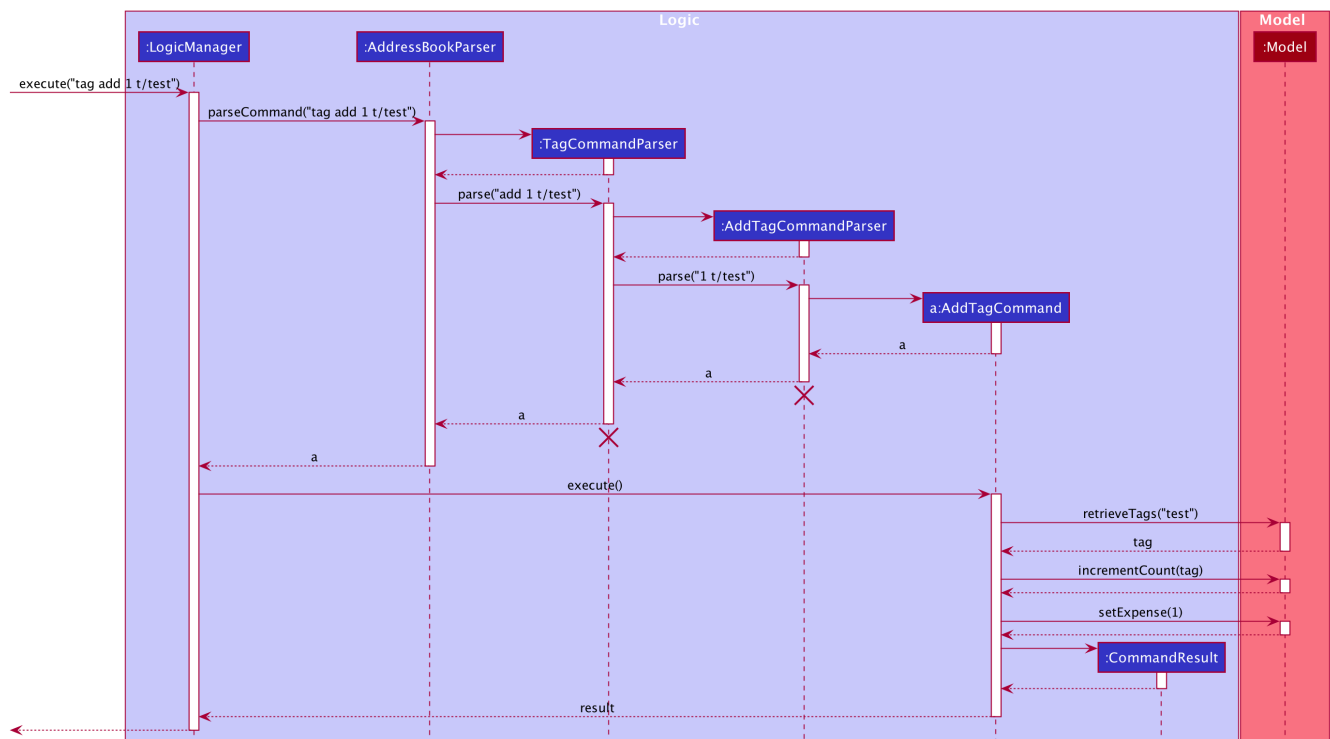 Logic
Model
:LogicManager
:AddressBookParser
:Model
execute("tag add 1 t/test")
parseCommand("tag add 1 t/test")
:TagCommandParser
parse("add 1 t/test")
:AddTagCommandParser
parse("1 t/test")
a:AddTagCommand
a
a
a
a
execute()
retrieveTags("test")
tag
incrementCount(tag)
setExpense(1)
:CommandResult
result